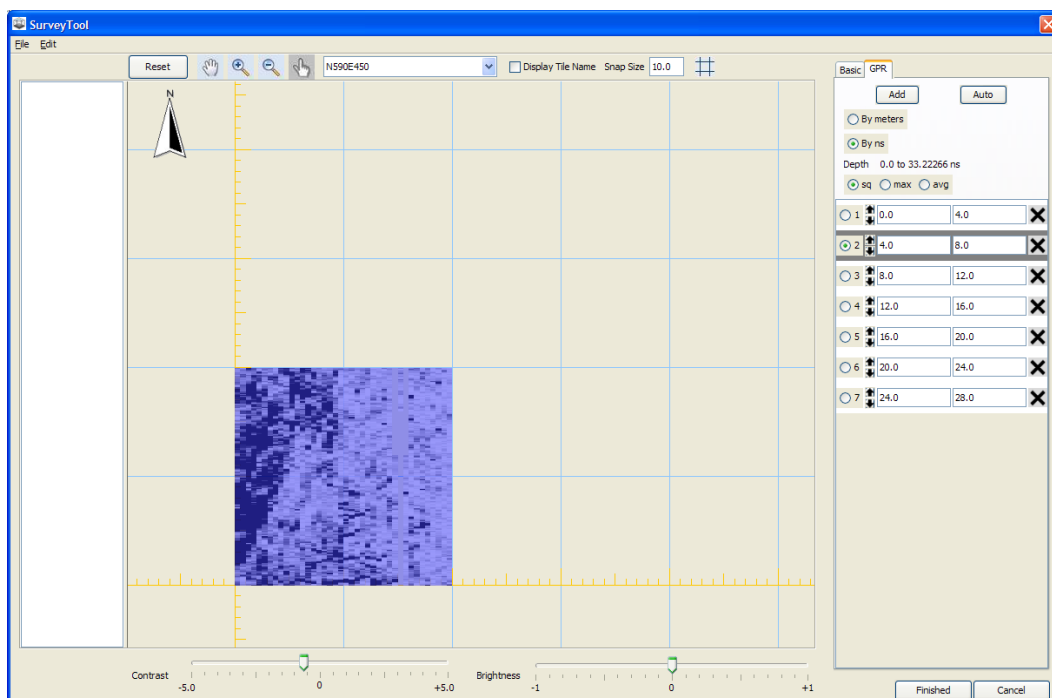 SurveyTool
File Edit
Reset N590E450 Display Tile Name Snap Size 10.0
N
Basic GPR
Add Auto
By meters
By ns
Depth 0.0 to 33.22266 ns
sq max avg
1 0.0 4.0
2 4.0 8.0
3 8.0 12.0
4 12.0 16.0
5 16.0 20.0
6 20.0 24.0
7 24.0 28.0
Contrast -5.0 0 +5.0
Brightness -1 0 +1
Finished Cancel